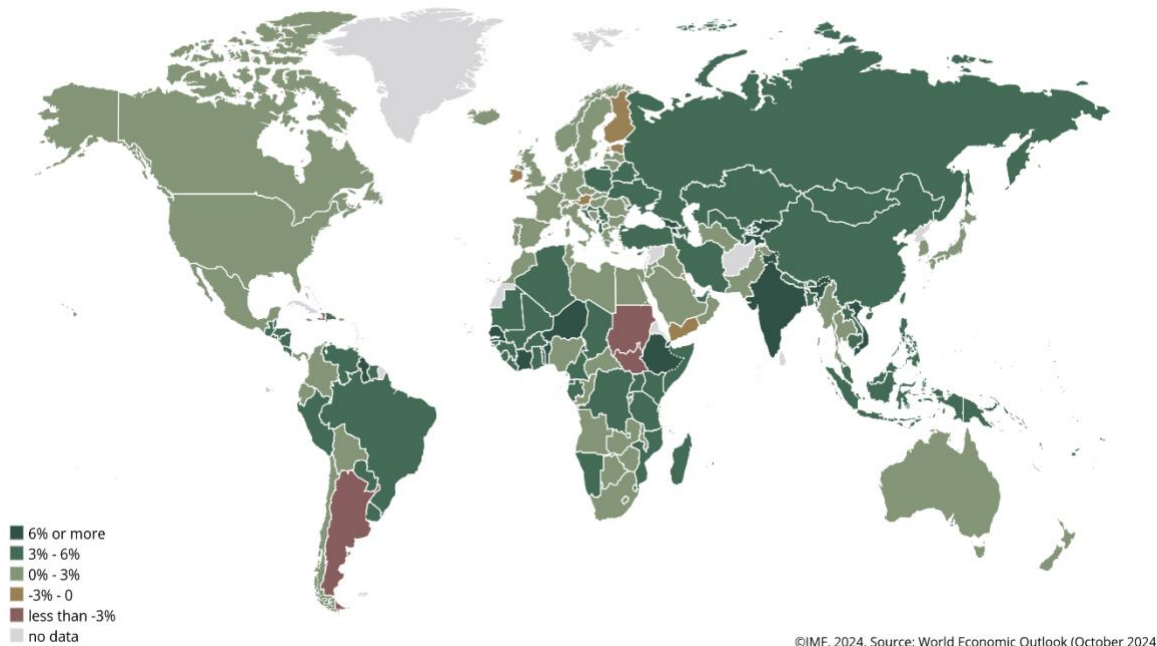 6% or more
3% - 6%
0% - 3%
-3% - 0
less than -3%
no data
©IMF, 2024, Source: World Economic Outlook (October 2024